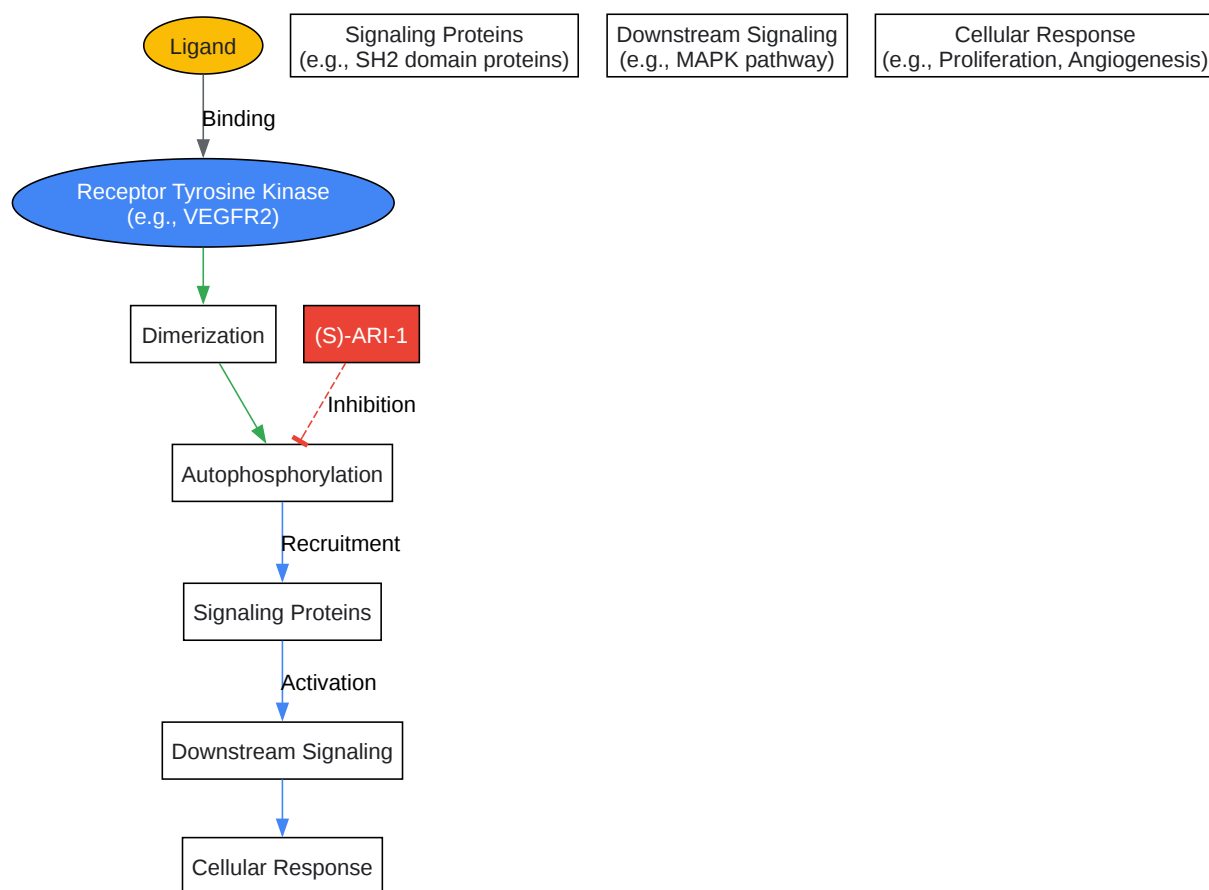 Ligand
Signaling Proteins
(e.g., SH2 domain proteins)
Downstream Signaling
(e.g., MAPK pathway)
Cellular Response
(e.g., Proliferation, Angiogenesis)
Binding
Receptor Tyrosine Kinase
(e.g., VEGFR2)
Dimerization
(S)-ARI-1
Inhibition
Autophosphorylation
Recruitment
Signaling Proteins
Activation
Downstream Signaling
Cellular Response